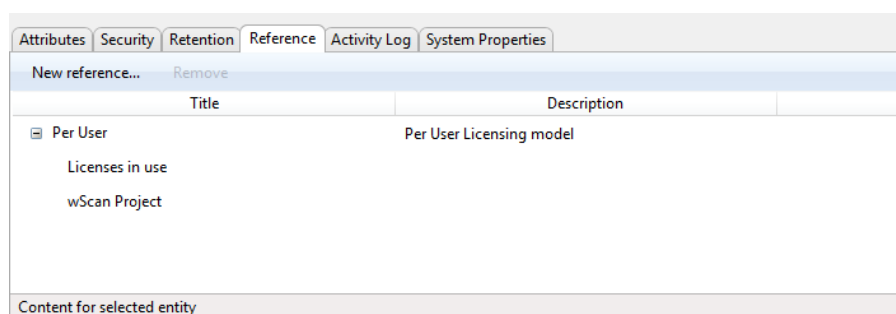 Attributes Security Retention Reference Activity Log System Properties
New reference... Remove
Title Description
Per User Per User Licensing model
Licenses in use
wScan Project
Content for selected entity